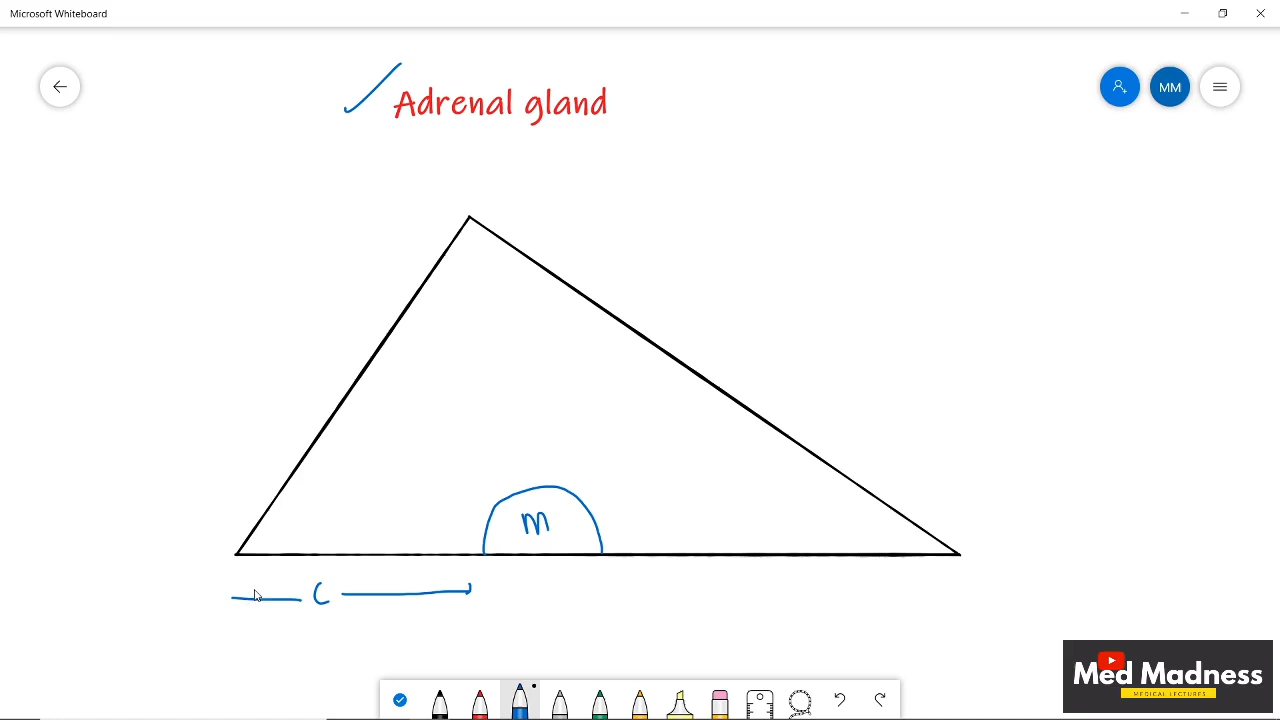 Microsoft Whiteboard
Adrenal gland
MM
m
C
Med Madness
MEDICAL LECTURES